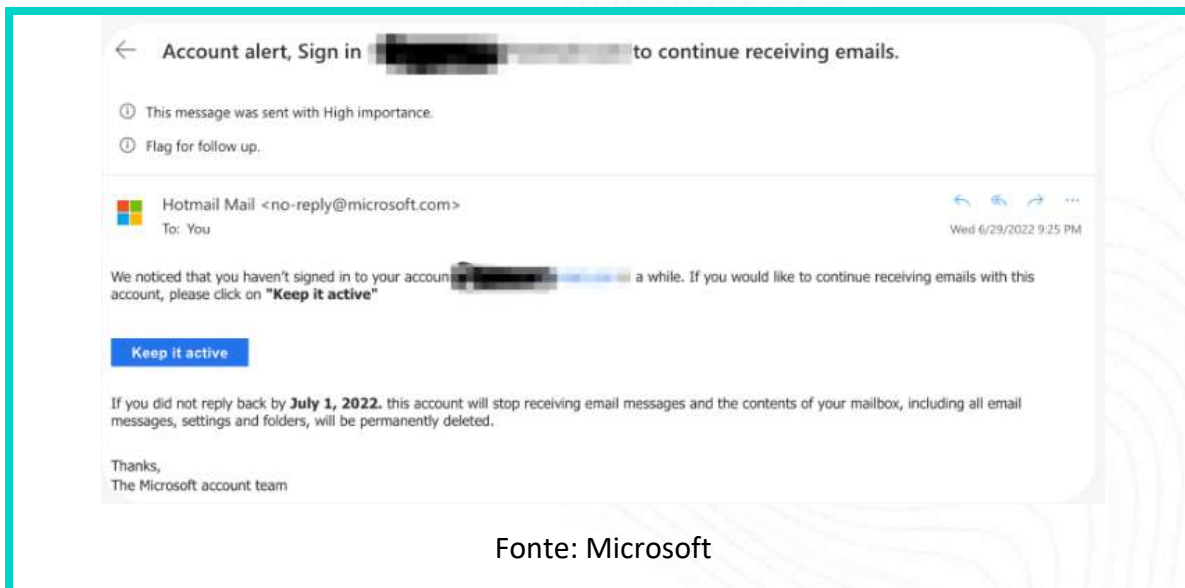 Account alert, Sign in to continue receiving emails.
This message was sent with High importance.
Flag for follow up.
Hotmail Mail <no-reply@microsoft.com>
To: You
Wed 6/29/2022 9:25 PM
We noticed that you haven't signed in to your accoun a while. If you would like to continue receiving emails with this
account, please click on "Keep it active"
Keep it active
If you did not reply back by July 1, 2022. this account will stop receiving email messages and the contents of your mailbox, including all email
messages, settings and folders, will be permanently deleted.
Thanks,
The Microsoft account team
Fonte: Microsoft